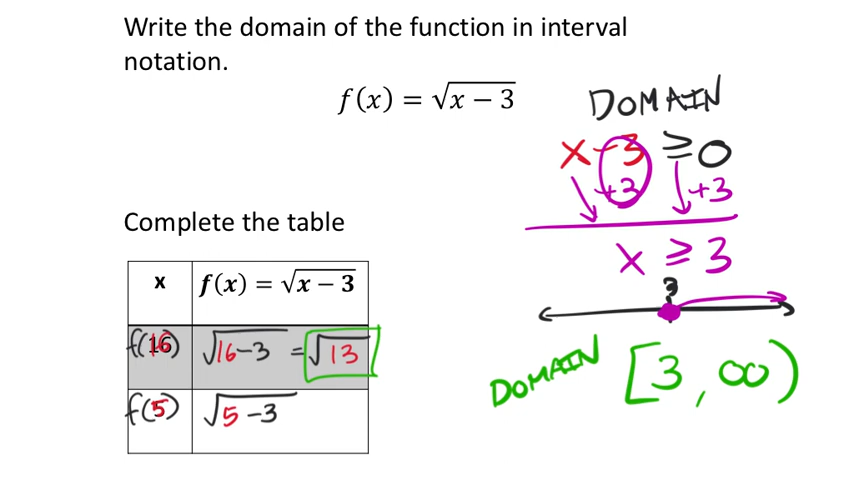 Write the domain of the function in interval
notation.
f(x) = √x − 3
DOMAIN
x − 3 ≥ 0
+3 +3
x ≥ 3
3
DOMAIN [3, ∞)
Complete the table
x f(x) = √x − 3
f(16) √16−3 = √13
f(5) √5 −3